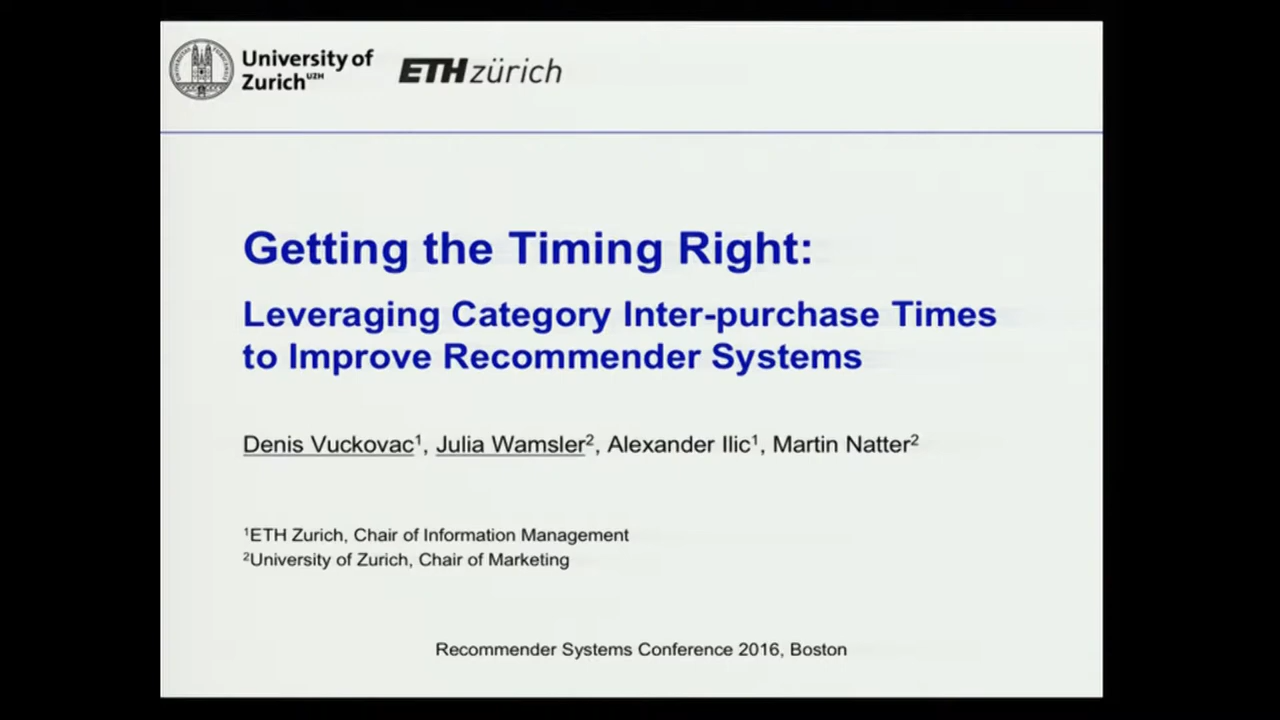 University of
Zurich UZH
ETH zürich
Getting the Timing Right:
Leveraging Category Inter-purchase Times
to Improve Recommender Systems
Denis Vuckovac¹, Julia Wamsler², Alexander Ilic¹, Martin Natter²
¹ETH Zurich, Chair of Information Management
²University of Zurich, Chair of Marketing
Recommender Systems Conference 2016, Boston